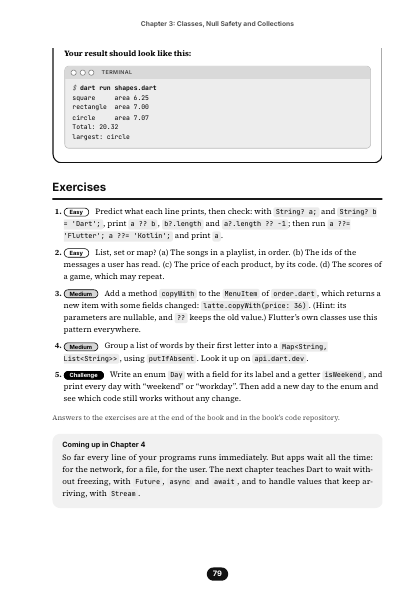 Chapter 3: Classes, Null Safety and Collections
Your result should look like this:
TERMINAL
$ dart run shapes.dart
square     area 6.25
rectangle  area 7.00
circle     area 7.07
Total: 20.32
largest: circle
Exercises
1. Easy Predict what each line prints, then check: with String? a; and String? b
= 'Dart';, print a ?? b, b?.length and a?.length ?? -1; then run a ??=
'Flutter'; a ??= 'Kotlin'; and print a.
2. Easy List, set or map? (a) The songs in a playlist, in order. (b) The ids of the
messages a user has read. (c) The price of each product, by its code. (d) The scores of
a game, which may repeat.
3. Medium Add a method copyWith to the MenuItem of order.dart, which returns a
new item with some fields changed: latte.copyWith(price: 36). (Hint: its
parameters are nullable, and ?? keeps the old value.) Flutter's own classes use this
pattern everywhere.
4. Medium Group a list of words by their first letter into a Map<String,
List<String>>, using putIfAbsent. Look it up on api.dart.dev.
5. Challenge Write an enum Day with a field for its label and a getter isWeekend, and
print every day with “weekend” or “workday”. Then add a new day to the enum and
see which code still works without any change.
Answers to the exercises are at the end of the book and in the book's code repository.
Coming up in Chapter 4
So far every line of your programs runs immediately. But apps wait all the time:
for the network, for a file, for the user. The next chapter teaches Dart to wait with-
out freezing, with Future, async and await, and to handle values that keep ar-
riving, with Stream.
79